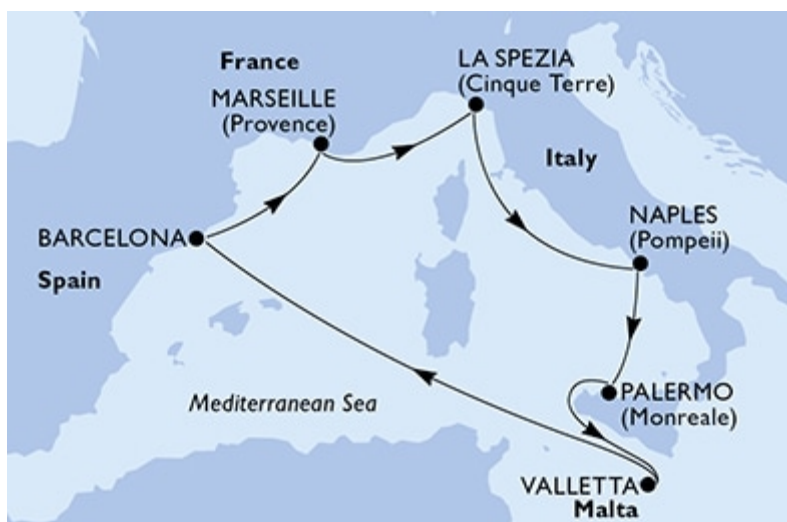 France
MARSEILLE
(Provence)
LA SPEZIA
(Cinque Terre)
Italy
NAPLES
(Pompeii)
BARCELONA
Spain
Mediterranean Sea
PALERMO
(Monreale)
VALLETTA
Malta